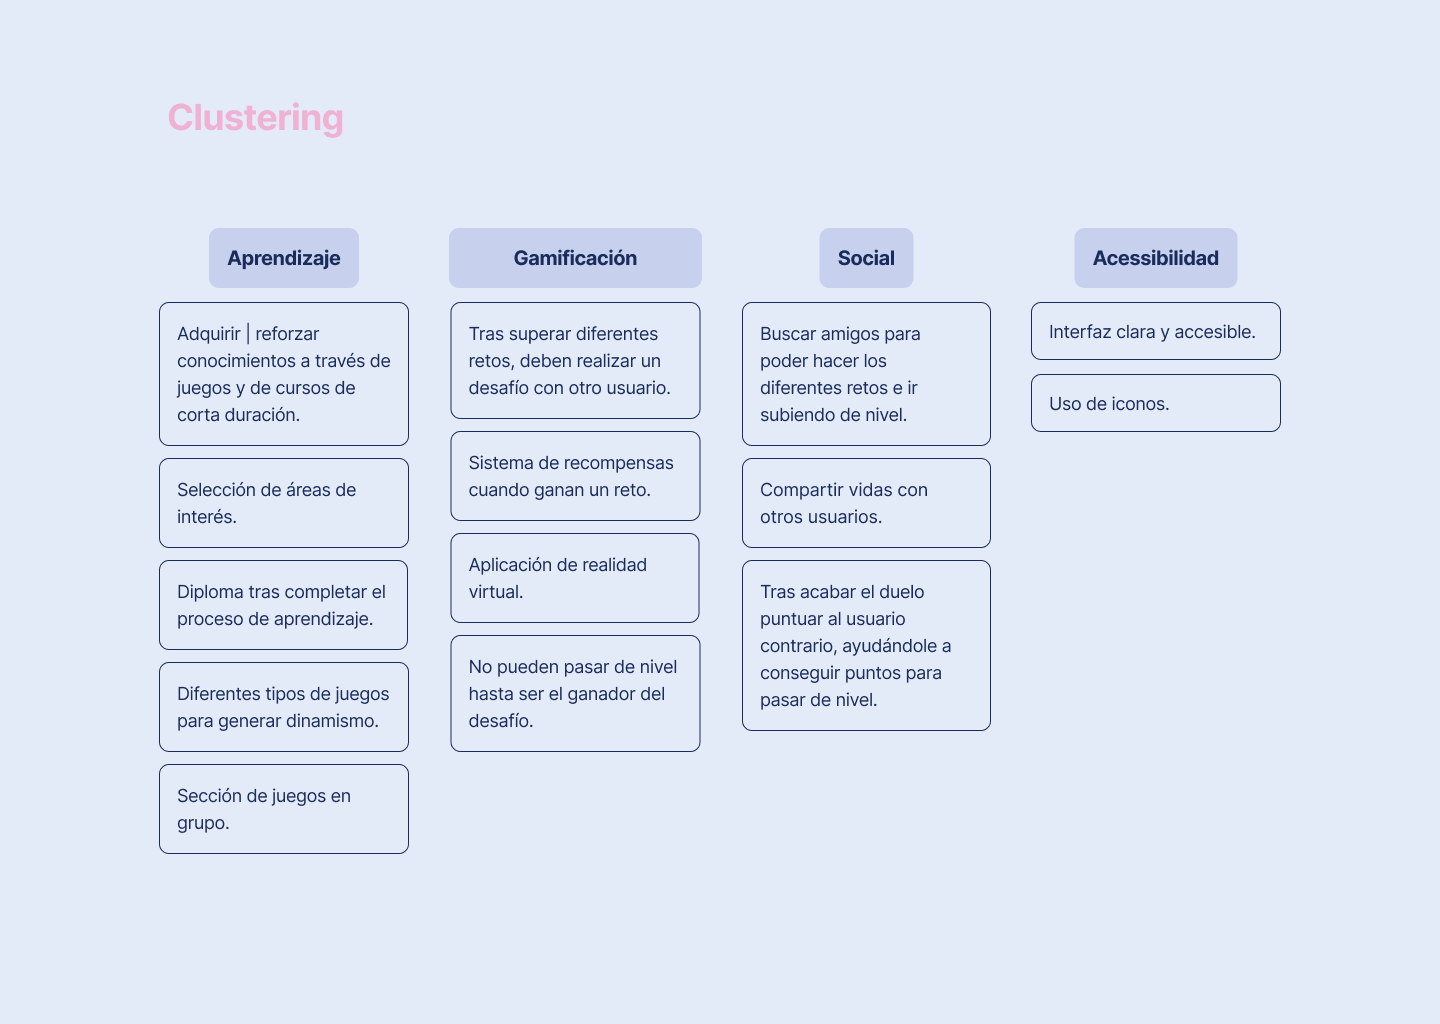 Clustering
Aprendizaje
Adquirir | reforzar
conocimientos a través de
juegos y de cursos de
corta duración.
Selección de áreas de
interés.
Diploma tras completar el
proceso de aprendizaje.
Diferentes tipos de juegos
para generar dinamismo.
Sección de juegos en
grupo.
Gamificación
Tras superar diferentes
retos, deben realizar un
desafío con otro usuario.
Sistema de recompensas
cuando ganan un reto.
Aplicación de realidad
virtual.
No pueden pasar de nivel
hasta ser el ganador del
desafío.
Social
Buscar amigos para
poder hacer los
diferentes retos e ir
subiendo de nivel.
Compartir vidas con
otros usuarios.
Tras acabar el duelo
puntuar al usuario
contrario, ayudándole a
conseguir puntos para
pasar de nivel.
Acessibilidad
Interfaz clara y accesible.
Uso de iconos.